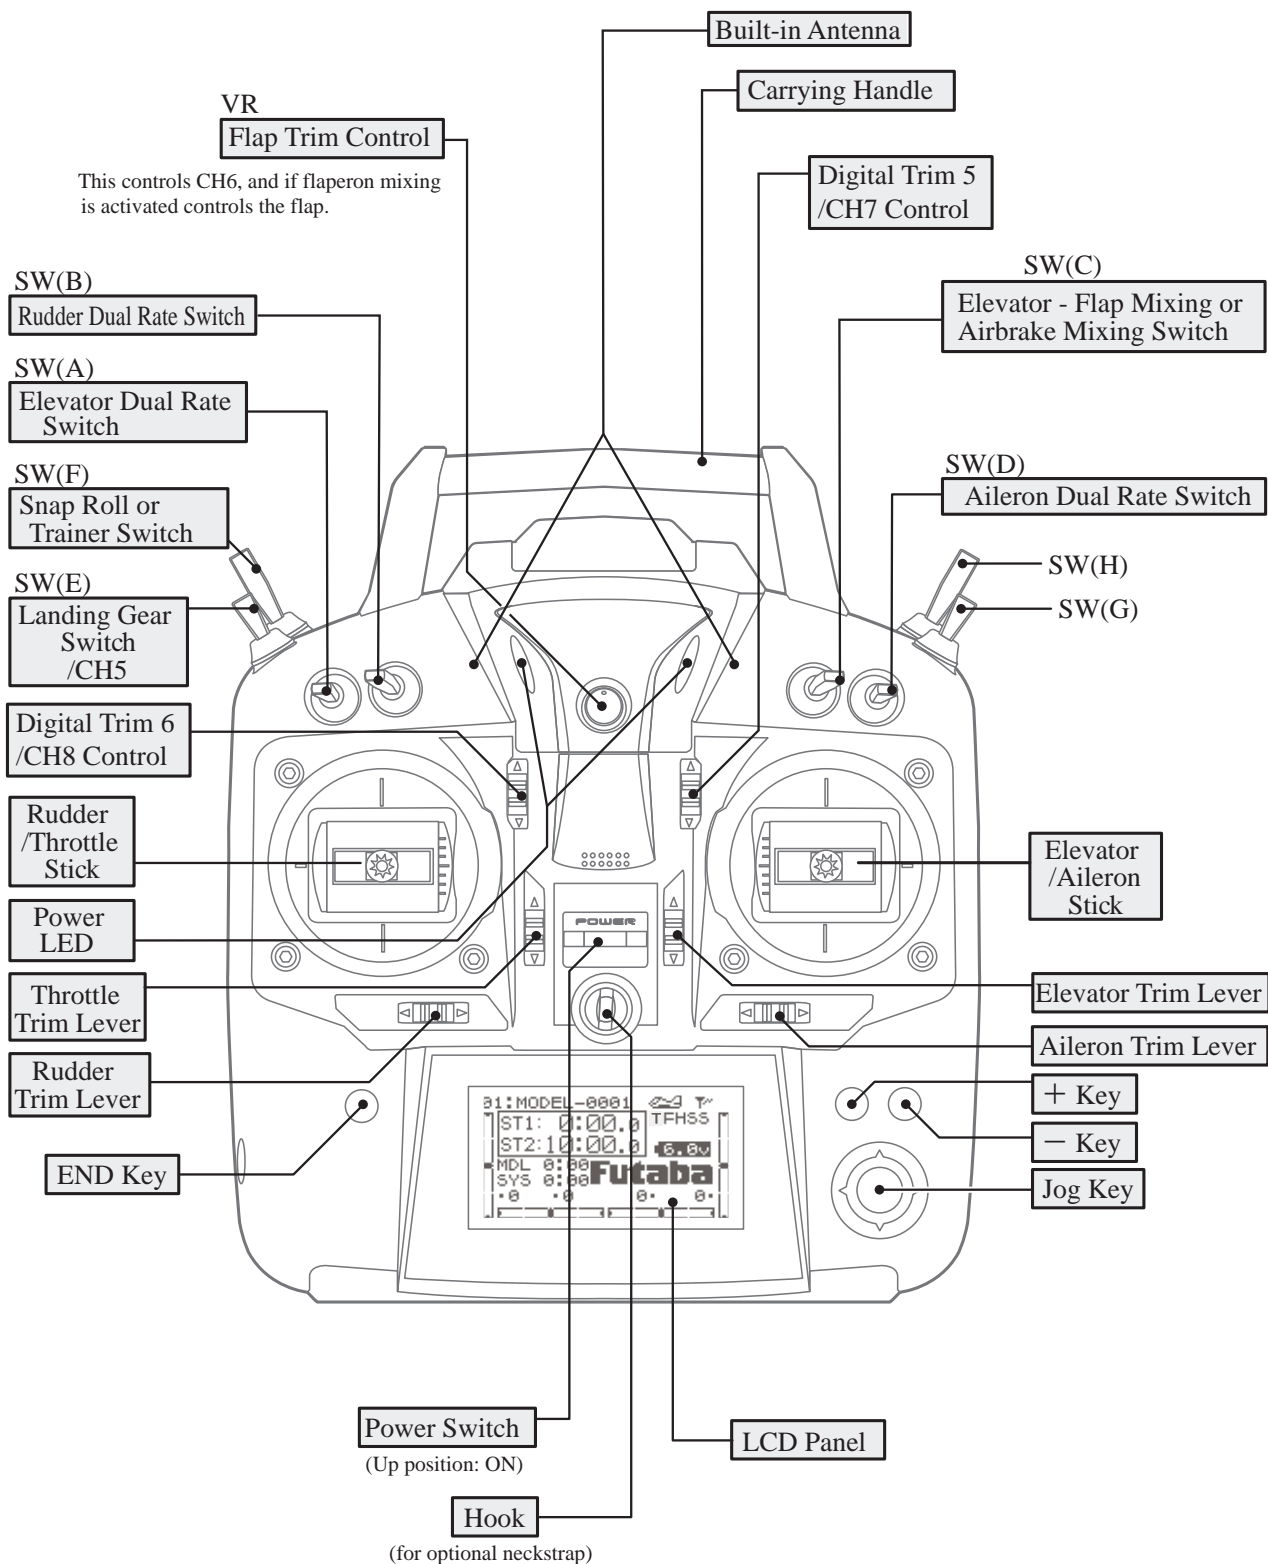 Built-in Antenna
Carrying Handle
VR
Flap Trim Control
This controls CH6, and if flaperon mixing
is activated controls the flap.
Digital Trim 5
/CH7 Control
SW(B)
Rudder Dual Rate Switch
SW(C)
Elevator - Flap Mixing or
Airbrake Mixing Switch
SW(A)
Elevator Dual Rate
Switch
SW(F)
Snap Roll or
Trainer Switch
SW(D)
Aileron Dual Rate Switch
SW(E)
Landing Gear
Switch
/CH5
SW(H)
SW(G)
Digital Trim 6
/CH8 Control
Rudder
/Throttle
Stick
Elevator
/Aileron
Stick
Power
LED
POWER
Throttle
Trim Lever
Elevator Trim Lever
Rudder
Trim Lever
Aileron Trim Lever
+ Key
− Key
Jog Key
END Key
01:MODEL-0001
ST1: 0:00.0
T-FHSS
ST2:10:00.0
6.0v
MDL 0:00
SYS 0:00
Futaba
·0 ·0 0· 0·
Power Switch
(Up position: ON)
LCD Panel
Hook
(for optional neckstrap)